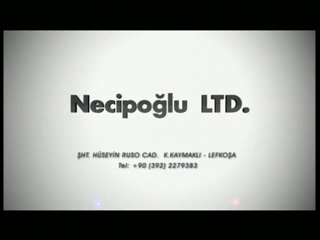 Necipoğlu LTD.
ŞHT. HÜSEYİN RUSO CAD. K.KAYMAKLI - LEFKOŞA
Tel: +90 (392) 2279383